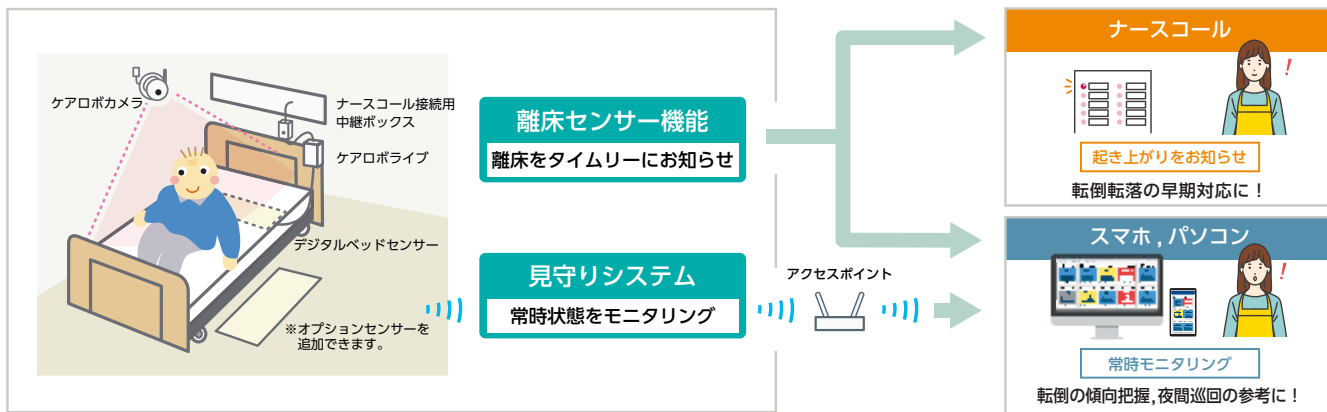 ケアロボカメラ
ナースコール接続用
中継ボックス
ケアロボライブ
デジタルベッドセンサー
※オプションセンサーを
追加できます。
離床センサー機能
離床をタイムリーにお知らせ
見守りシステム
常時状態をモニタリング
アクセスポイント
ナースコール
!
起き上がりをお知らせ
転倒転落の早期対応に!
スマホ,パソコン
!
常時モニタリング
転倒の傾向把握,夜間巡回の参考に!